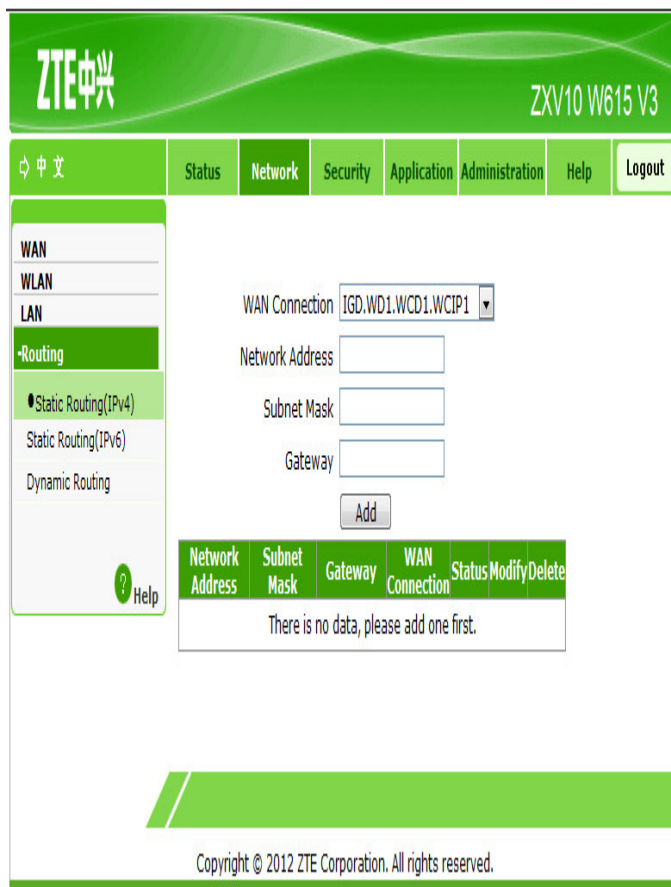 ZTE中兴
ZXV10 W615 V3
⇨ 中 文
Status Network Security Application Administration Help Logout
WAN
WLAN
LAN
-Routing
●Static Routing(IPv4)
Static Routing(IPv6)
Dynamic Routing
? Help
WAN Connection IGD.WD1.WCD1.WCIP1
Network Address
Subnet Mask
Gateway
Add
Network Address Subnet Mask Gateway WAN Connection Status Modify Delete
There is no data, please add one first.
Copyright © 2012 ZTE Corporation. All rights reserved.